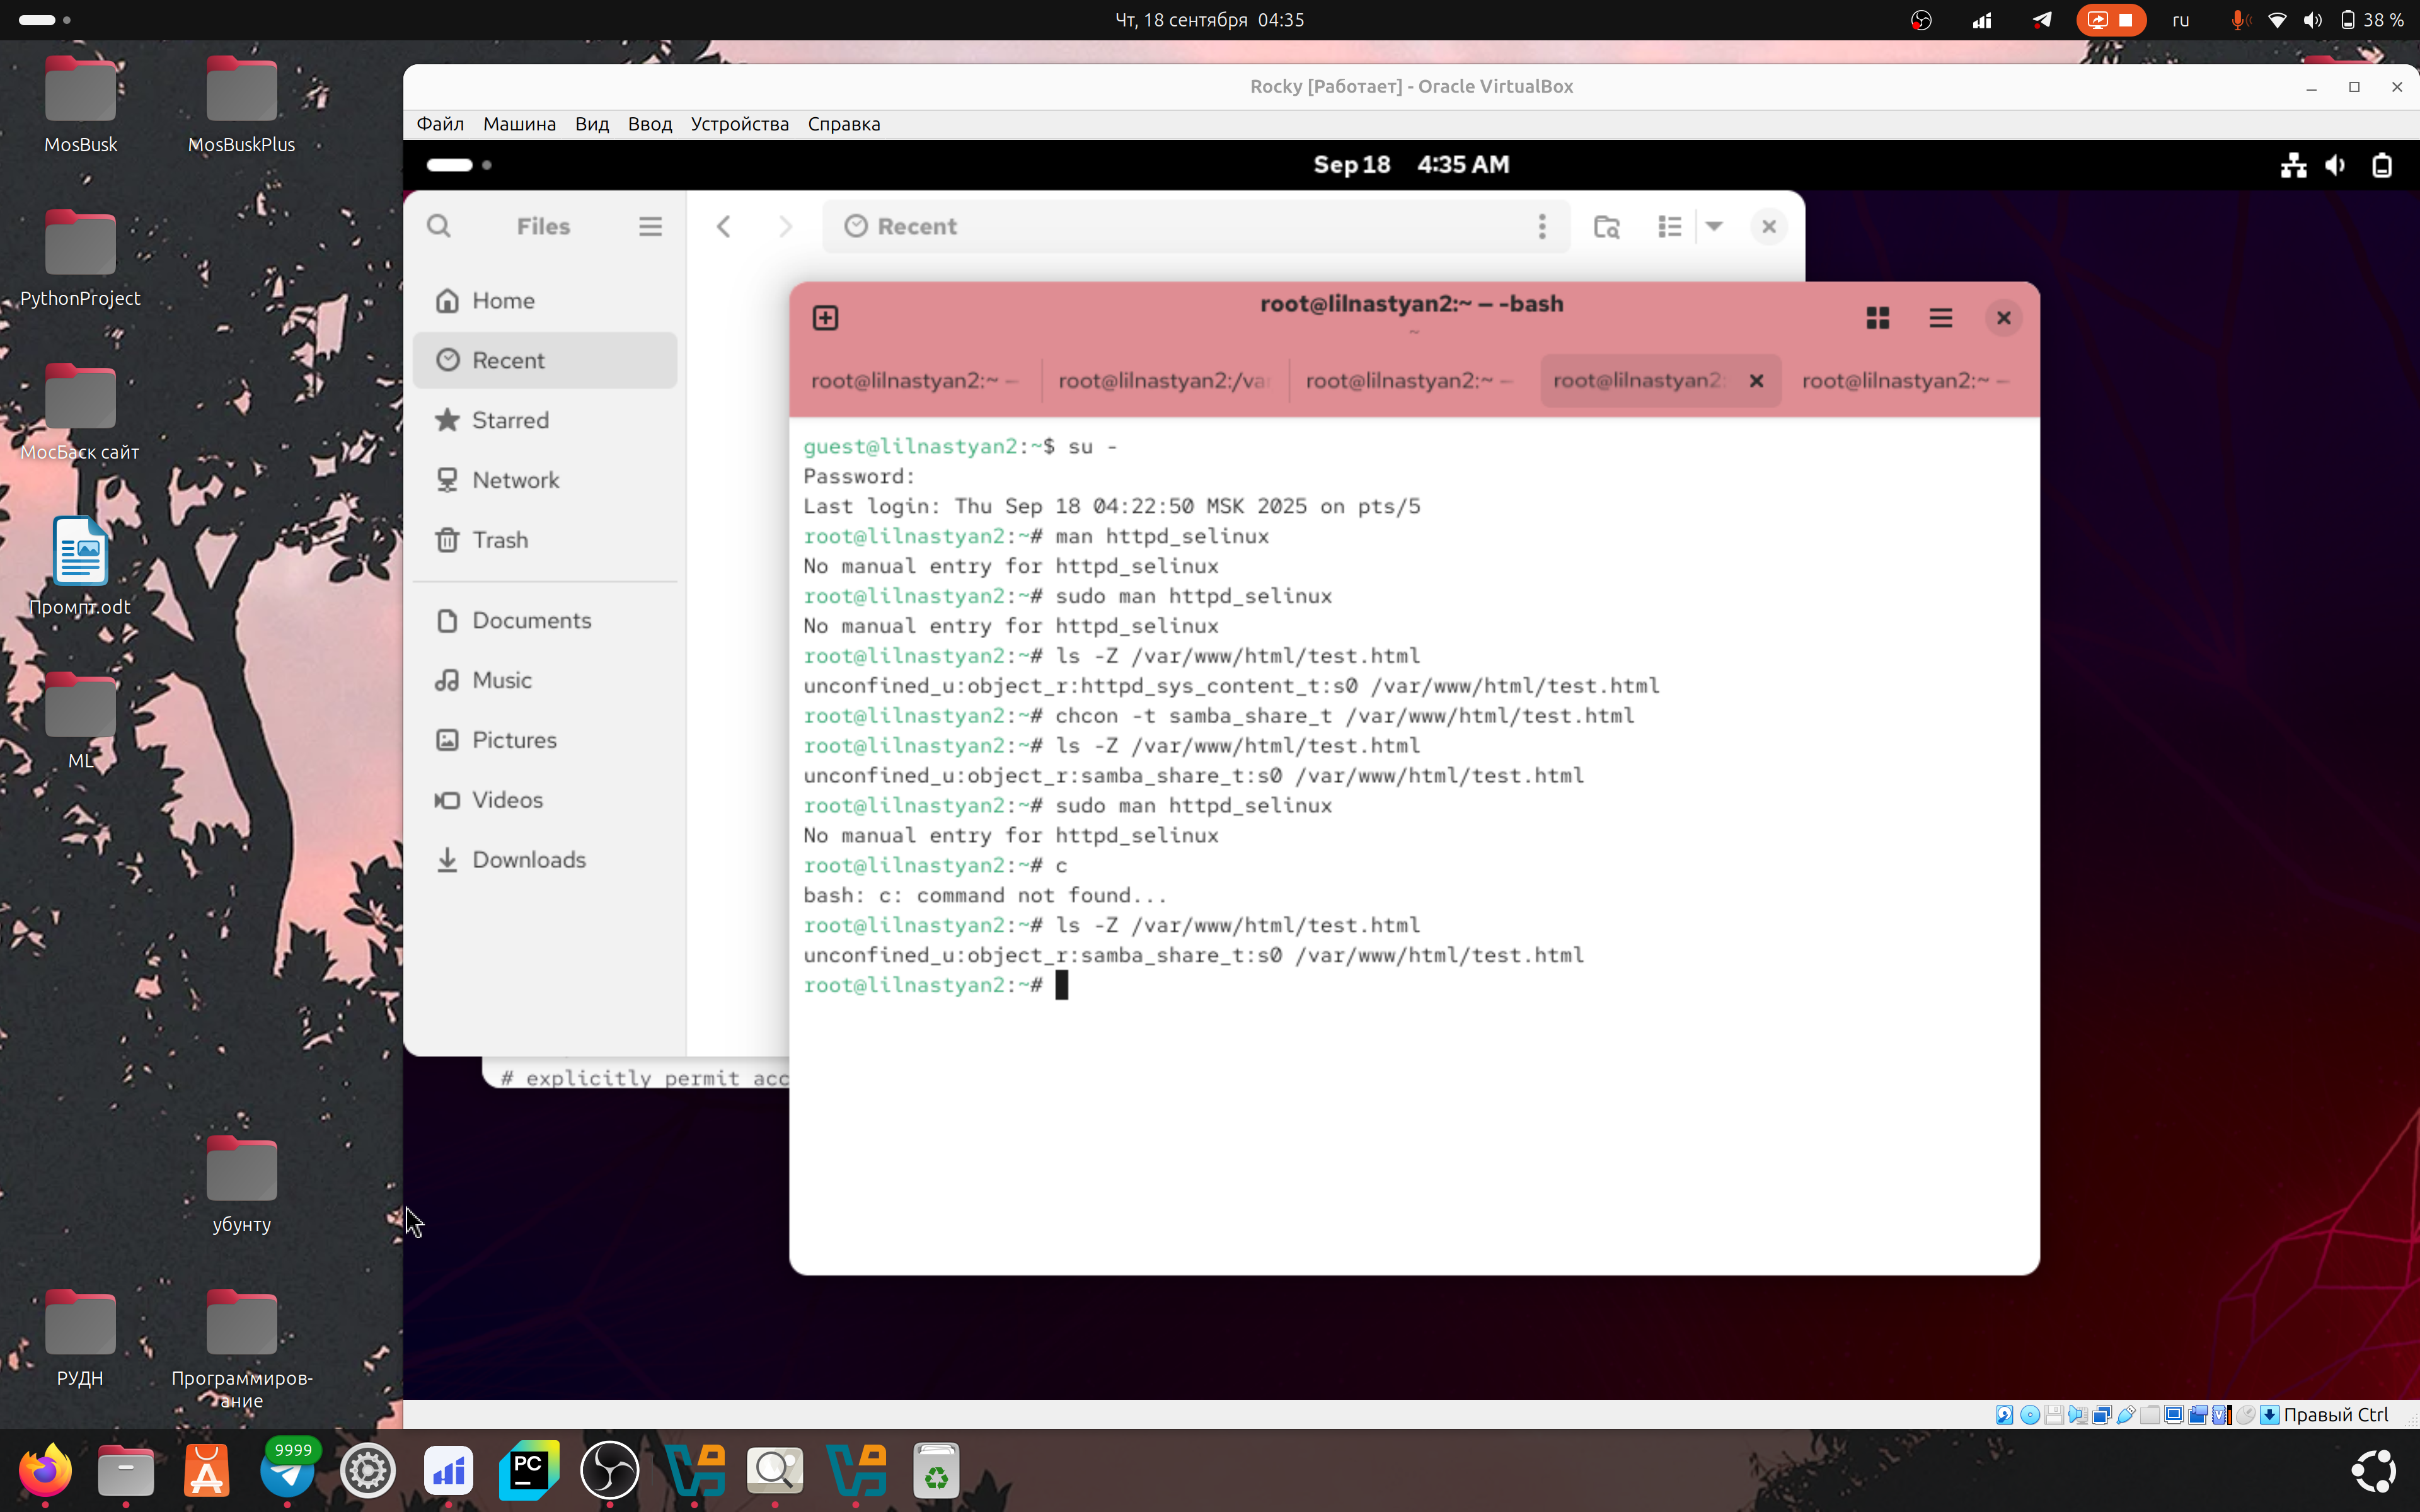 Чт, 18 сентября 04:35
ru
38 %
MosBusk
MosBuskPlus
PythonProject
МосБаск сайт
Промпт.odt
ML
убунту
РУДН
Программиров-
ание
Rocky [Работает] - Oracle VirtualBox
Файл Машина Вид Ввод Устройства Справка
Sep 18 4:35 AM
Files
Recent
Home
Recent
Starred
Network
Trash
Documents
Music
Pictures
Videos
Downloads
# explicitly permit acc
root@lilnastyan2:~ — -bash
~
root@lilnastyan2:~ —
root@lilnastyan2:/va
root@lilnastyan2:~ —
root@lilnastyan2:
root@lilnastyan2:~ —
guest@lilnastyan2:~$ su -
Password:
Last login: Thu Sep 18 04:22:50 MSK 2025 on pts/5
root@lilnastyan2:~# man httpd_selinux
No manual entry for httpd_selinux
root@lilnastyan2:~# sudo man httpd_selinux
No manual entry for httpd_selinux
root@lilnastyan2:~# ls -Z /var/www/html/test.html
unconfined_u:object_r:httpd_sys_content_t:s0 /var/www/html/test.html
root@lilnastyan2:~# chcon -t samba_share_t /var/www/html/test.html
root@lilnastyan2:~# ls -Z /var/www/html/test.html
unconfined_u:object_r:samba_share_t:s0 /var/www/html/test.html
root@lilnastyan2:~# sudo man httpd_selinux
No manual entry for httpd_selinux
root@lilnastyan2:~# c
bash: c: command not found...
root@lilnastyan2:~# ls -Z /var/www/html/test.html
unconfined_u:object_r:samba_share_t:s0 /var/www/html/test.html
root@lilnastyan2:~#
Правый Ctrl
9999
PC